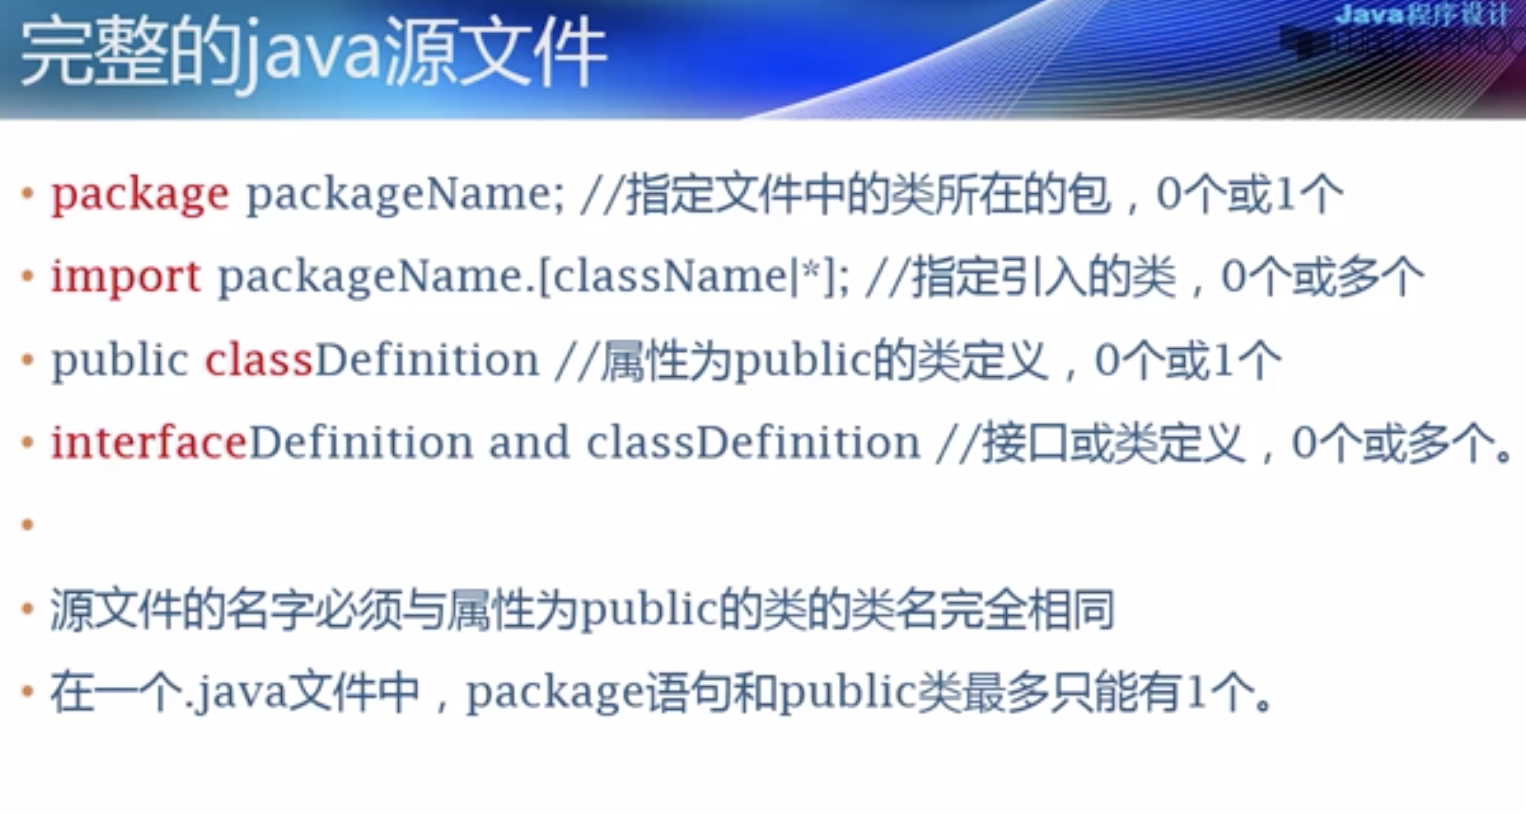 完整的java源文件
Java程序设计
• package packageName; //指定文件中的类所在的包，0个或1个
• import packageName.[className|*]; //指定引入的类，0个或多个
• public classDefinition //属性为public的类定义，0个或1个
• interfaceDefinition and classDefinition //接口或类定义，0个或多个。
•
• 源文件的名字必须与属性为public的类的类名完全相同
• 在一个.java文件中，package语句和public类最多只能有1个。